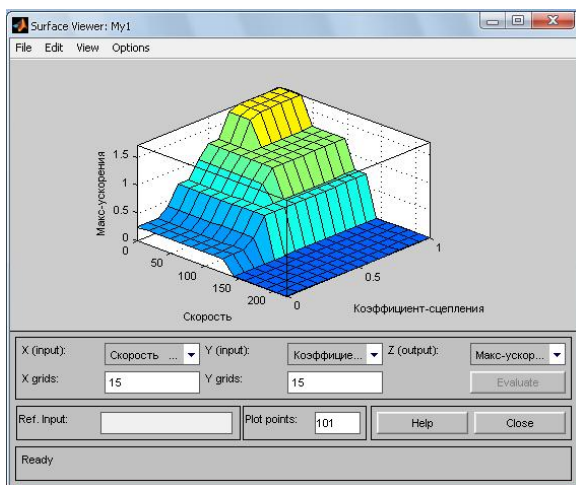 Surface Viewer: My1
File Edit View Options
1.5
1
0.5
0
Макс-ускорения
0
50
100
150
200
Скорость
0
0.5
1
Коэффициент-сцепления
X (input): Скорость ... Y (input): Коэффицие... Z (output): Макс-ускор...
X grids: 15 Y grids: 15 Evaluate
Ref. Input: Plot points: 101 Help Close
Ready